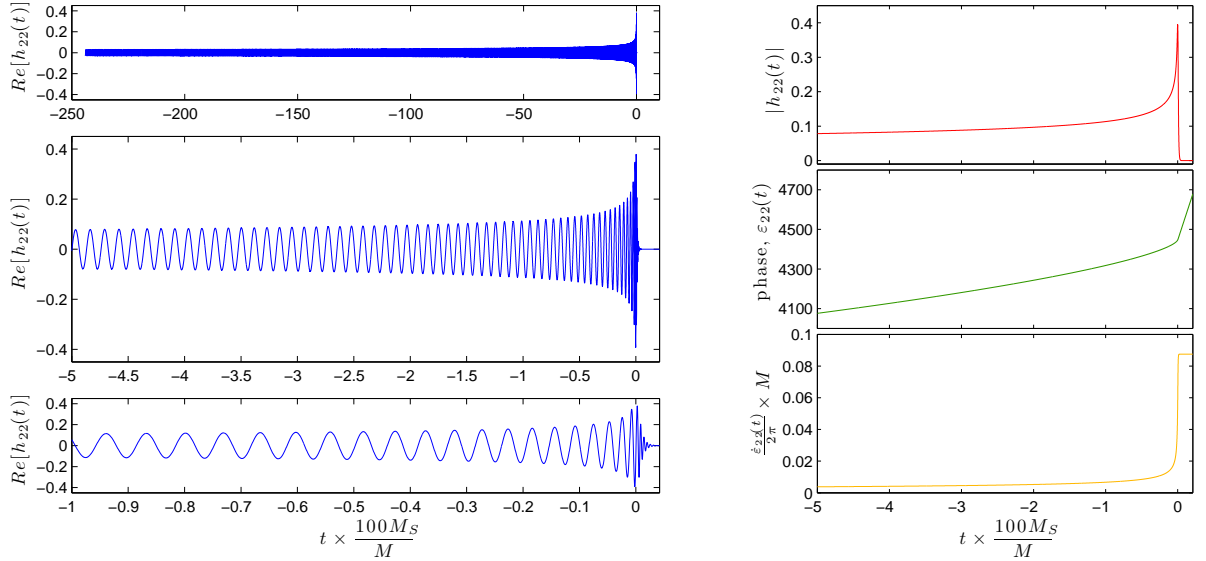 Re[h₂₂(t)]
0.4
0.2
0
−0.2
−0.4
−250 −200 −150 −100 −50 0
Re[h₂₂(t)]
0.4
0.2
0
−0.2
−0.4
−5 −4.5 −4 −3.5 −3 −2.5 −2 −1.5 −1 −0.5 0
Re[h₂₂(t)]
0.4
0.2
0
−0.2
−0.4
−1 −0.9 −0.8 −0.7 −0.6 −0.5 −0.4 −0.3 −0.2 −0.1 0
t × 100M_S / M
|h₂₂(t)|
0.4
0.3
0.2
0.1
0
phase, ε₂₂(t)
4700
4500
4300
4100
ε̇₂₂(t) / 2π × M
0.1
0.08
0.06
0.04
0.02
0
−5 −4 −3 −2 −1 0
t × 100M_S / M